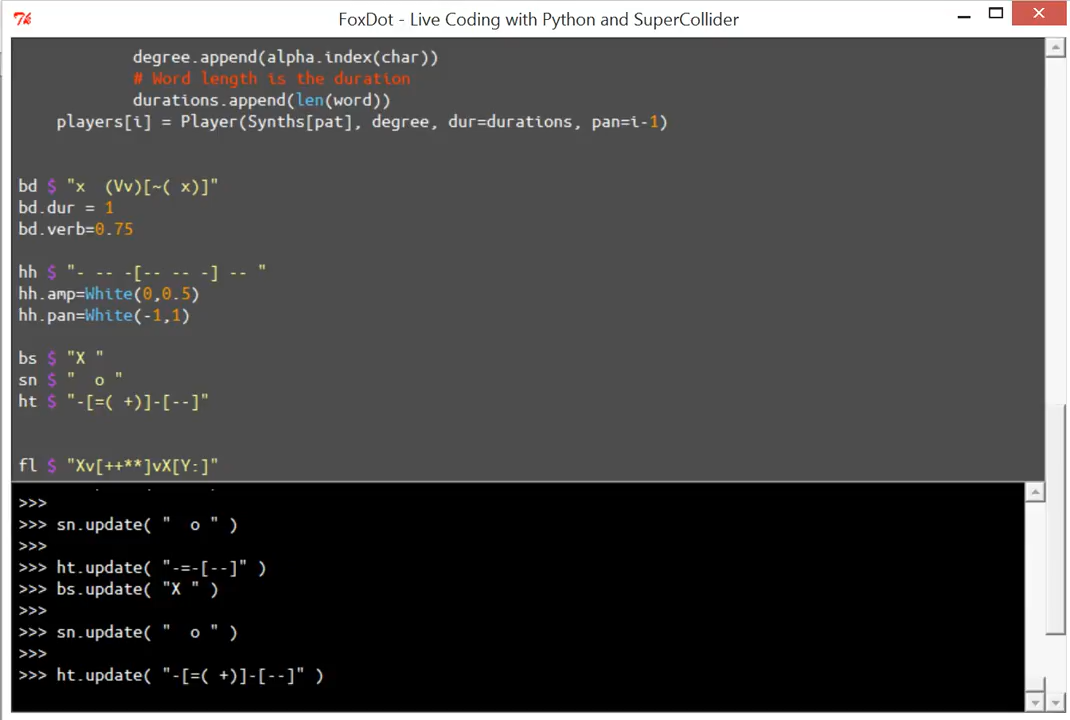 FoxDot - Live Coding with Python and SuperCollider
degree.append(alpha.index(char))
# Word length is the duration
durations.append(len(word))
players[i] = Player(Synths[pat], degree, dur=durations, pan=i-1)
bd $ "x  (Vv)[~( x)]"
bd.dur = 1
bd.verb=0.75
hh $ "- -- -[-- -- -] -- "
hh.amp=White(0,0.5)
hh.pan=White(-1,1)
bs $ "X "
sn $ "  o "
ht $ "-[=( +)]-[--]"
fl $ "Xv[++**]vX[Y:]"
>>>
>>> sn.update( "  o " )
>>>
>>> ht.update( "-=-[--]" )
>>> bs.update( "X " )
>>>
>>> sn.update( "  o " )
>>>
>>> ht.update( "-[=( +)]-[--]" )